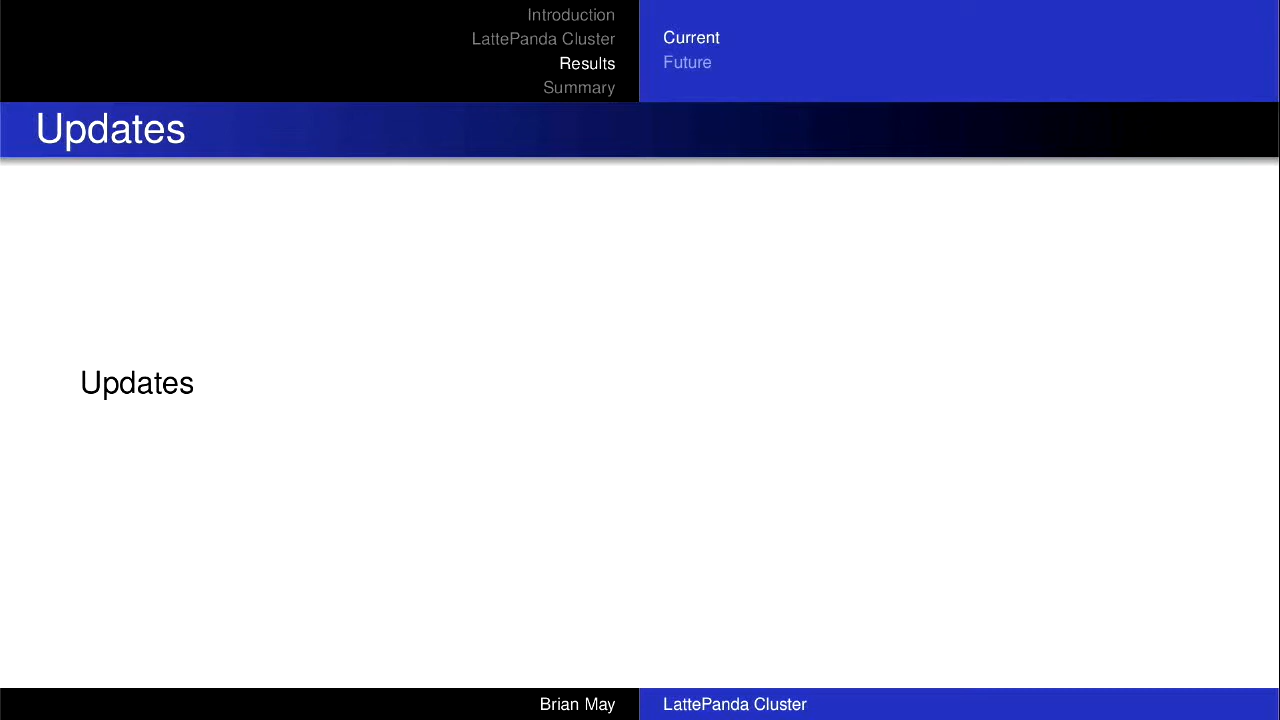 Introduction
LattePanda Cluster
Results
Summary
Current
Future
Updates
Updates
Brian May
LattePanda Cluster